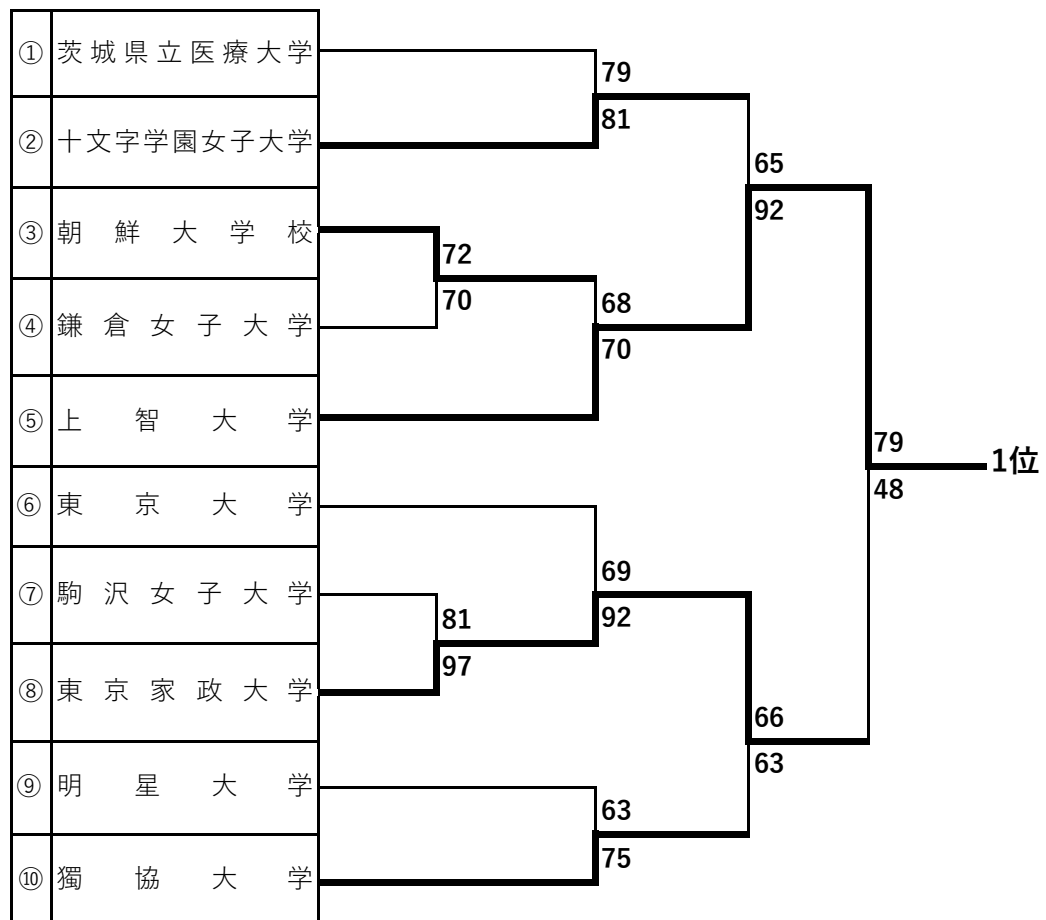 ① 茨城県立医療大学
79
② 十文字学園女子大学
81
65
③ 朝鮮大学校
92
72
④ 鎌倉女子大学
70
68
70
⑤ 上智大学
79
1位
48
⑥ 東京大学
69
⑦ 駒沢女子大学
92
81
⑧ 東京家政大学
97
66
63
⑨ 明星大学
63
⑩ 獨協大学
75